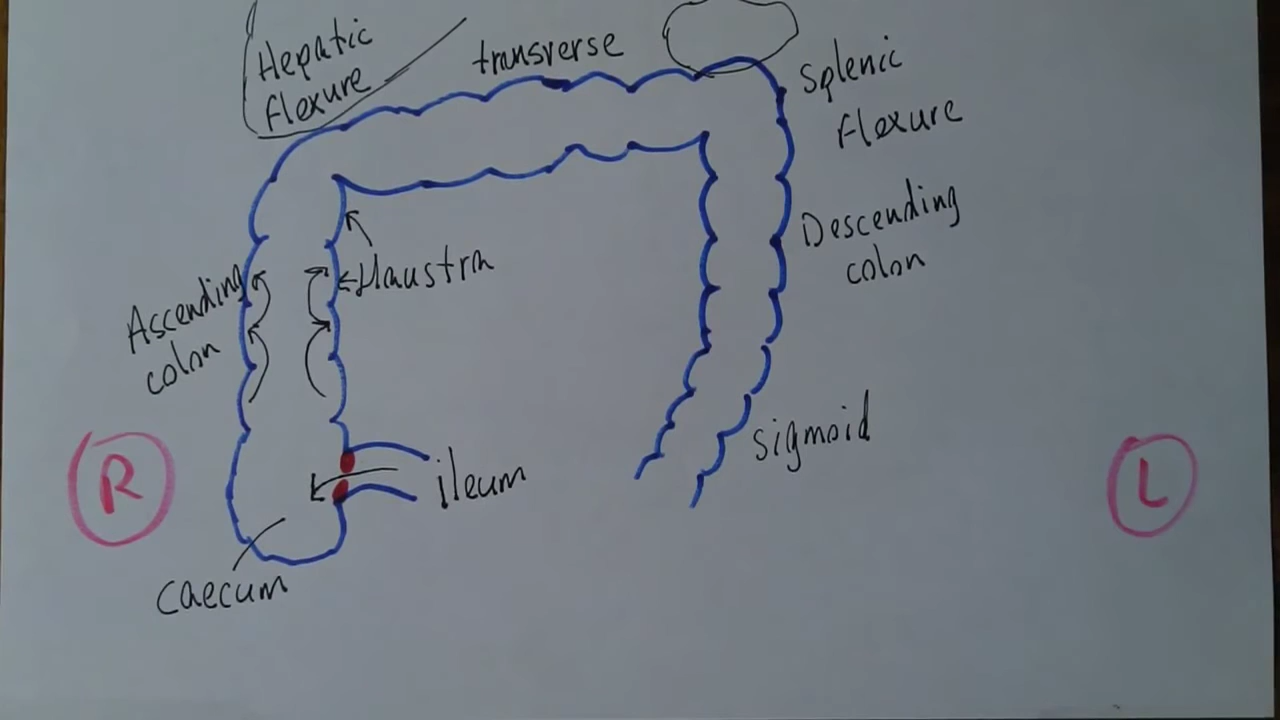 Hepatic
flexure
transverse
Splenic
flexure
Descending
colon
Haustra
Ascending
colon
sigmoid
R
L
ileum
caecum